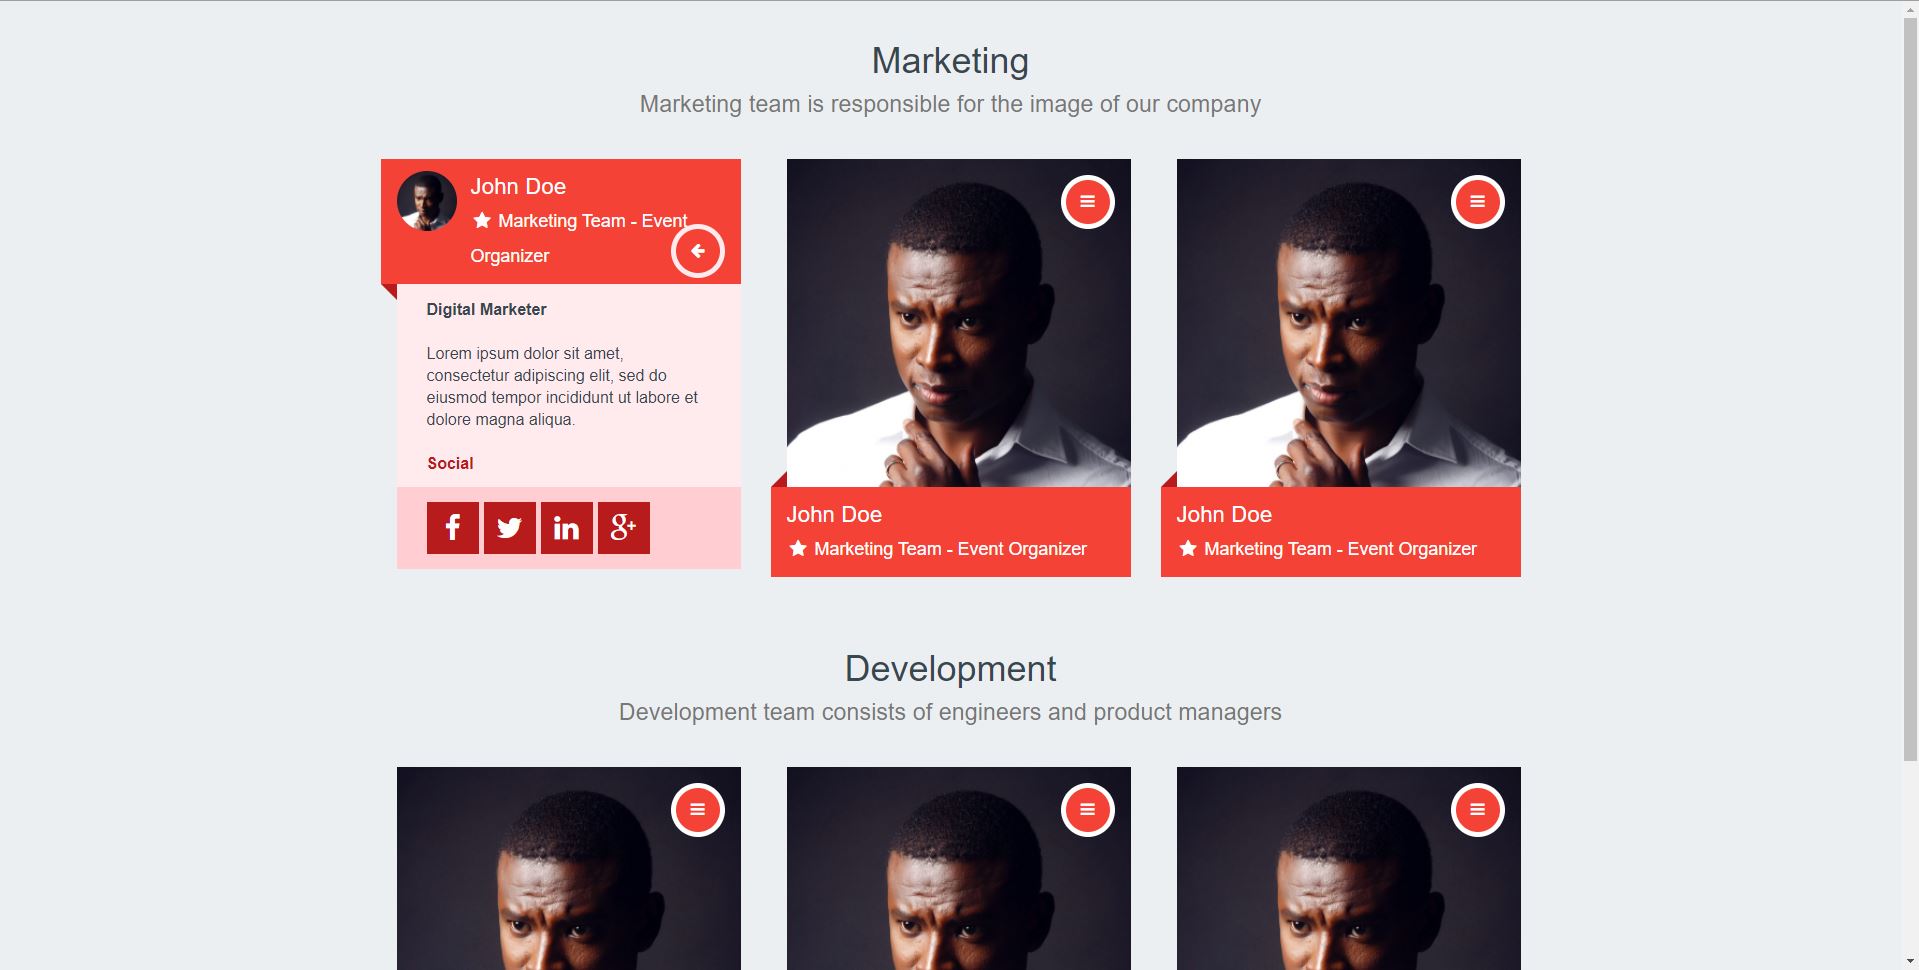 Marketing
Marketing team is responsible for the image of our company
John Doe
Marketing Team - Event
Organizer
Digital Marketer
Lorem ipsum dolor sit amet,
consectetur adipiscing elit, sed do
eiusmod tempor incididunt ut labore et
dolore magna aliqua.
Social
John Doe
Marketing Team - Event Organizer
John Doe
Marketing Team - Event Organizer
Development
Development team consists of engineers and product managers